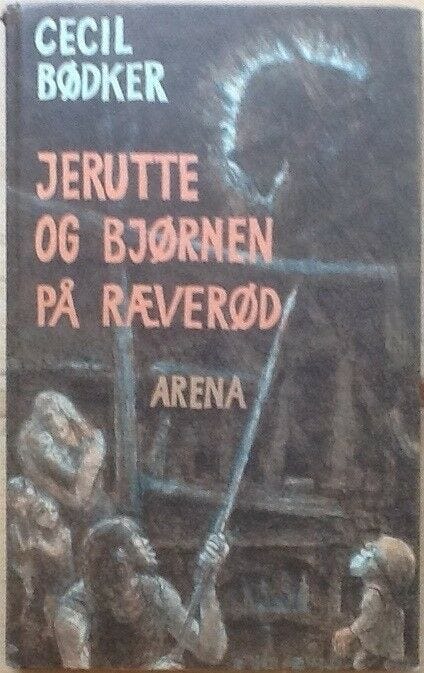 CECIL
BØDKER
JERUTTE
OG BJØRNEN
PÅ RÆVERØD
ARENA